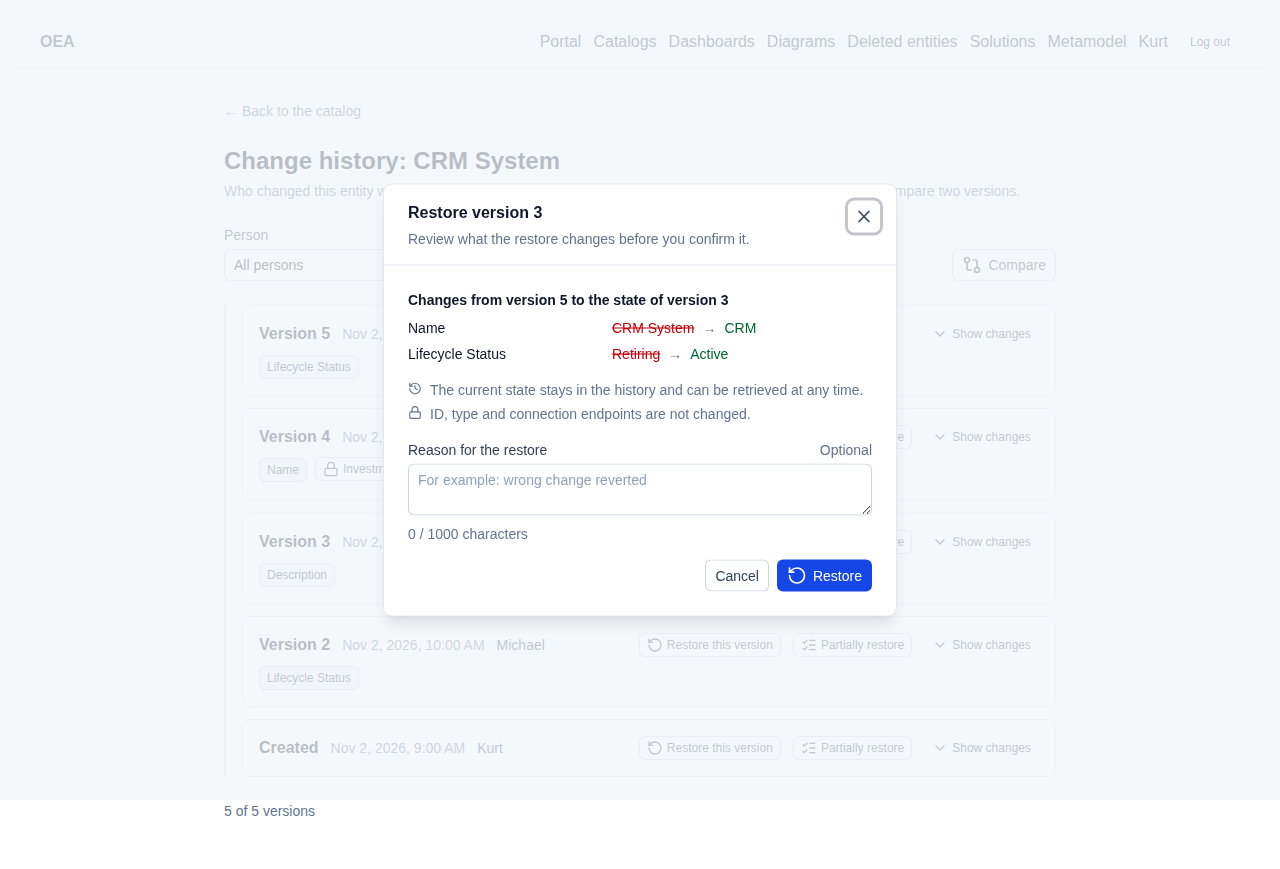 OEA Portal Catalogs Dashboards Diagrams Deleted entities Solutions Metamodel Kurt Log out
← Back to the catalog
Change history: CRM System
Who changed this entity
mpare two versions.
Restore version 3
Review what the restore changes before you confirm it.
Person
All persons
Compare
Changes from version 5 to the state of version 3
Name CRM System → CRM
Lifecycle Status Retiring → Active
The current state stays in the history and can be retrieved at any time.
ID, type and connection endpoints are not changed.
Reason for the restore Optional
For example: wrong change reverted
0 / 1000 characters
Cancel Restore
Version 5 Nov 2, Show changes
Lifecycle Status
Version 4 Nov 2, Show changes
Name Investm
Version 3 Nov 2, Show changes
Description
Version 2 Nov 2, 2026, 10:00 AM Michael Restore this version Partially restore Show changes
Lifecycle Status
Created Nov 2, 2026, 9:00 AM Kurt Restore this version Partially restore Show changes
5 of 5 versions